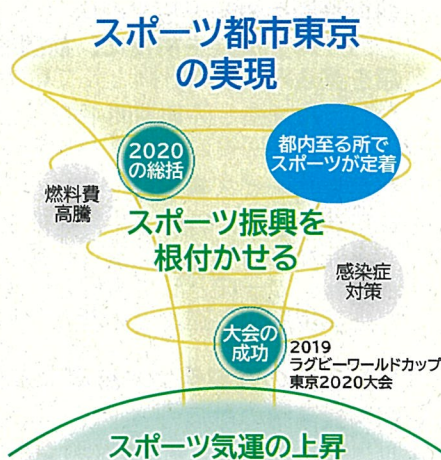 スポーツ都市東京
の実現
2020
の総括
都内至る所で
スポーツが定着
燃料費
高騰
スポーツ振興を
根付かせる
感染症
対策
大会の
成功
2019
ラグビーワールドカップ
東京2020大会
スポーツ気運の上昇